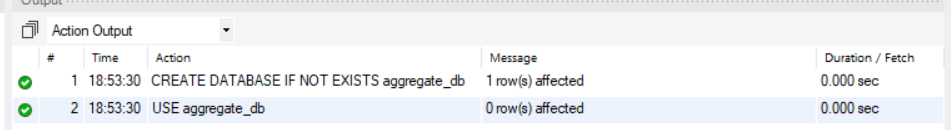 Output
Action Output
# Time Action Message Duration / Fetch
1 18:53:30 CREATE DATABASE IF NOT EXISTS aggregate_db 1 row(s) affected 0.000 sec
2 18:53:30 USE aggregate_db 0 row(s) affected 0.000 sec